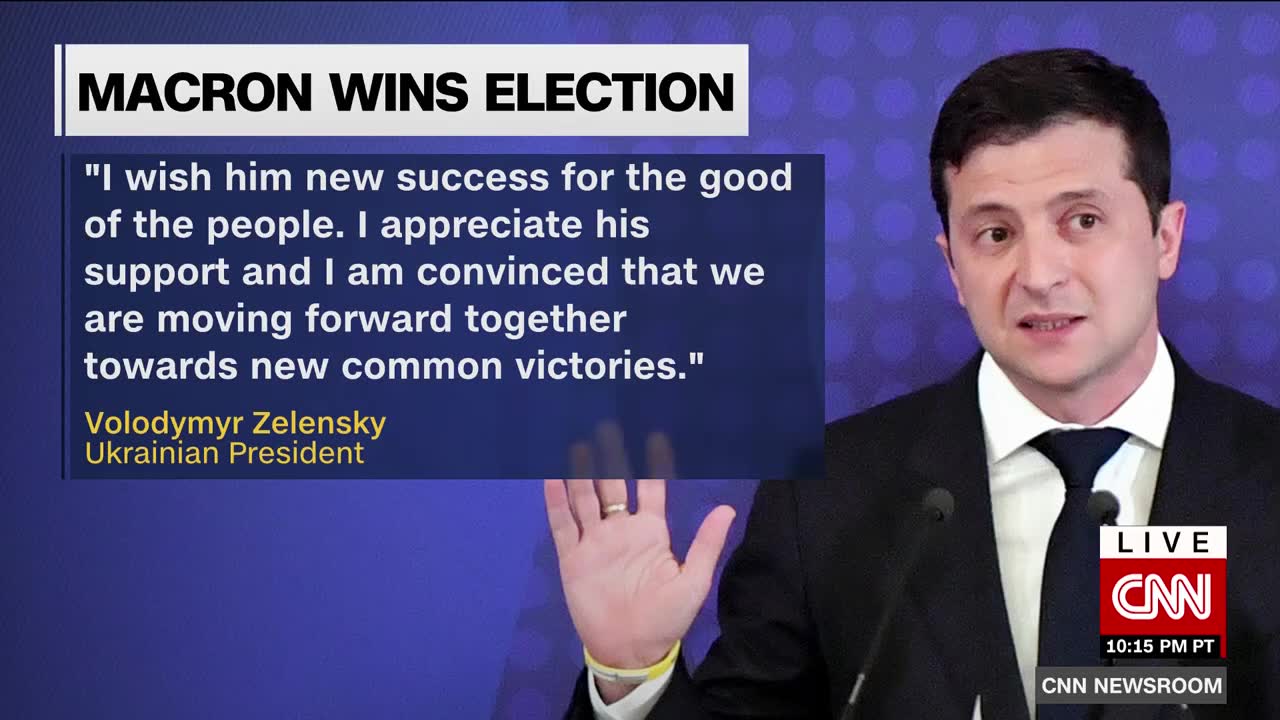 MACRON WINS ELECTION
"I wish him new success for the good
of the people. I appreciate his
support and I am convinced that we
are moving forward together
towards new common victories."
Volodymyr Zelensky
Ukrainian President
LIVE
CNN
10:15 PM PT
CNN NEWSROOM